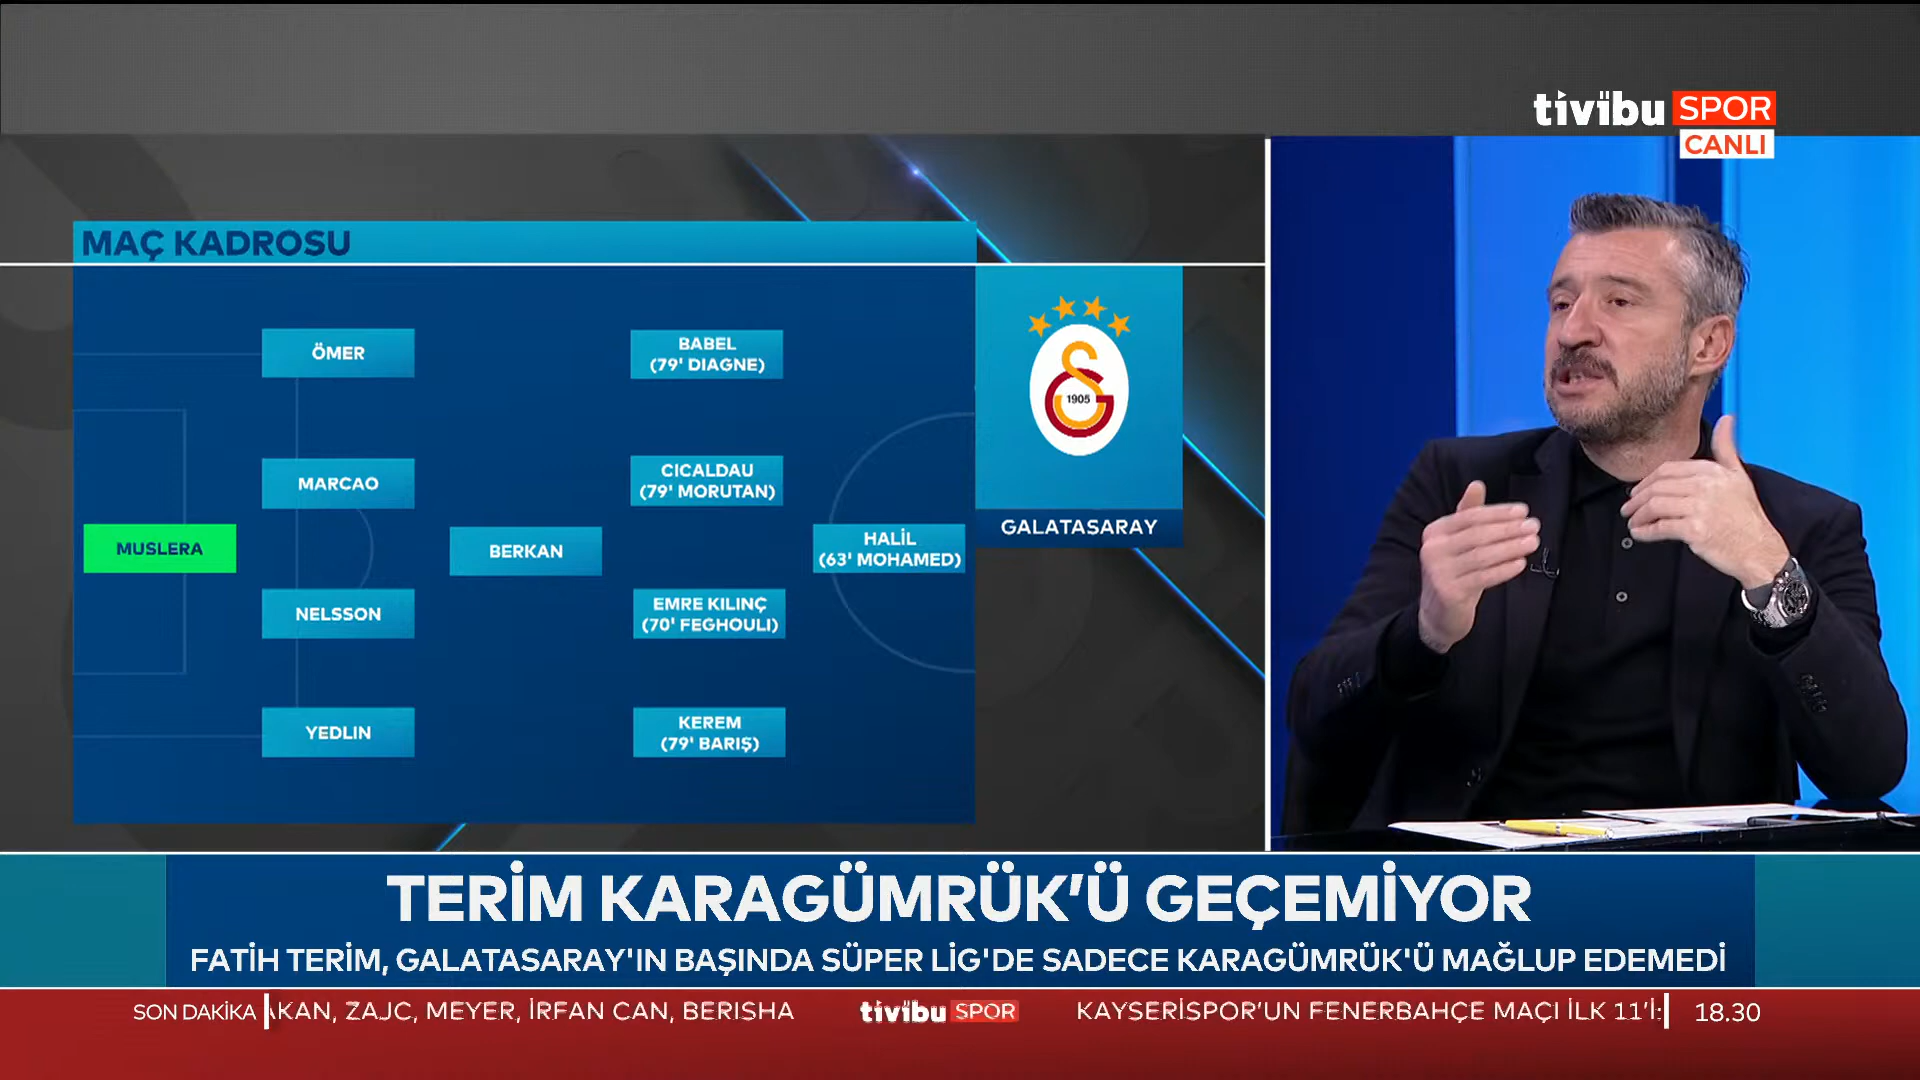 tivibu SPOR
CANLI
MAÇ KADROSU
ÖMER
BABEL
(79' DIAGNE)
1905
MARCAO
CICALDAU
(79' MORUTAN)
GALATASARAY
MUSLERA
BERKAN
HALİL
(63' MOHAMED)
NELSSON
EMRE KILINÇ
(70' FEGHOULI)
YEDLIN
KEREM
(79' BARIŞ)
TERİM KARAGÜMRÜK'Ü GEÇEMİYOR
FATİH TERİM, GALATASARAY'IN BAŞINDA SÜPER LİG'DE SADECE KARAGÜMRÜK'Ü MAĞLUP EDEMEDİ
SON DAKİKA AKAN, ZAJC, MEYER, İRFAN CAN, BERISHA tivibu SPOR KAYSERİSPOR'UN FENERBAHÇE MAÇI İLK 11'İ: 18.30